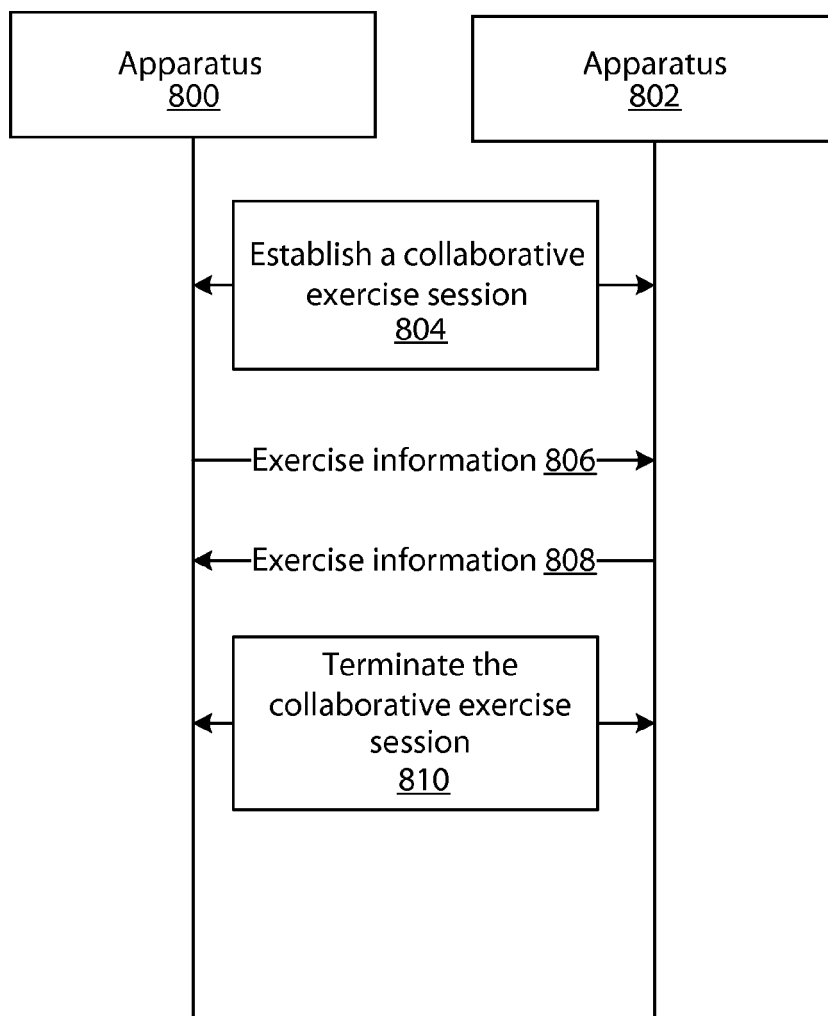 Apparatus
800
Apparatus
802
Establish a collaborative
exercise session
804
Exercise information 806
Exercise information 808
Terminate the
collaborative exercise
session
810